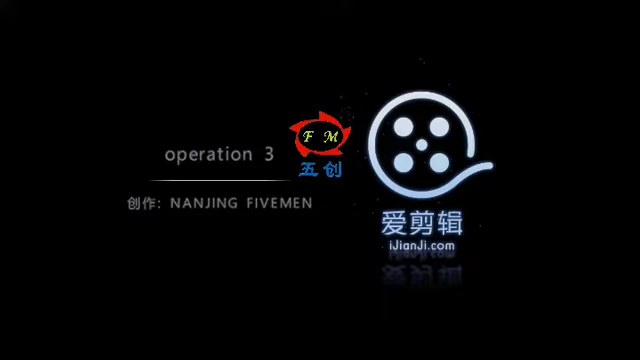 operation 3
创作: NANJING FIVEMEN
F M
五创
爱剪辑
iJianJi.com